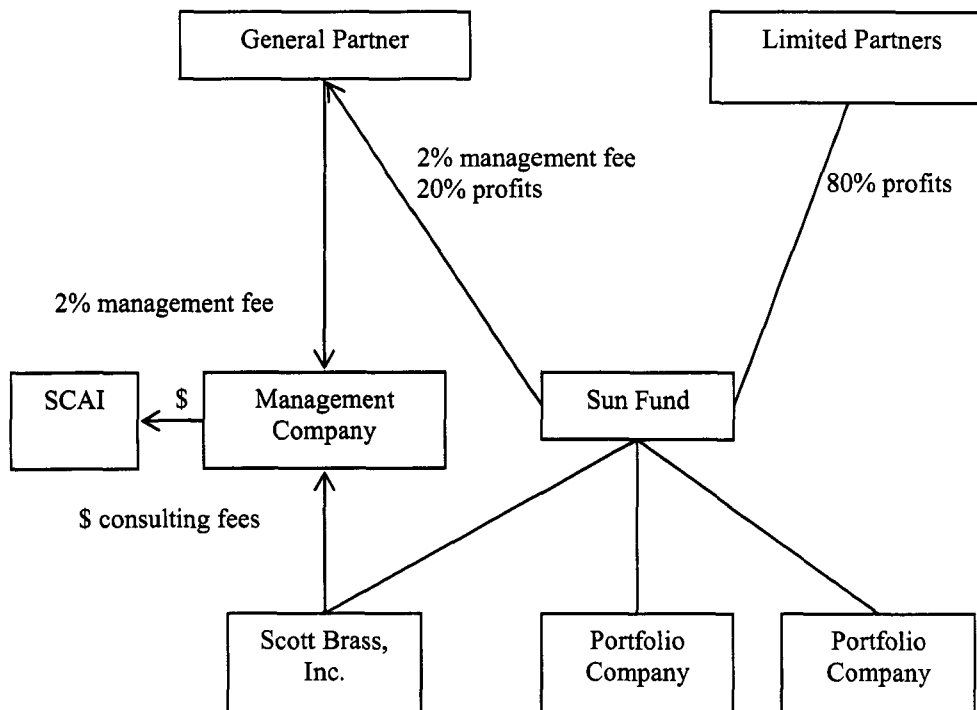 General Partner
Limited Partners
2% management fee
20% profits
80% profits
2% management fee
SCAI
$
Management
Company
Sun Fund
$ consulting fees
Scott Brass,
Inc.
Portfolio
Company
Portfolio
Company